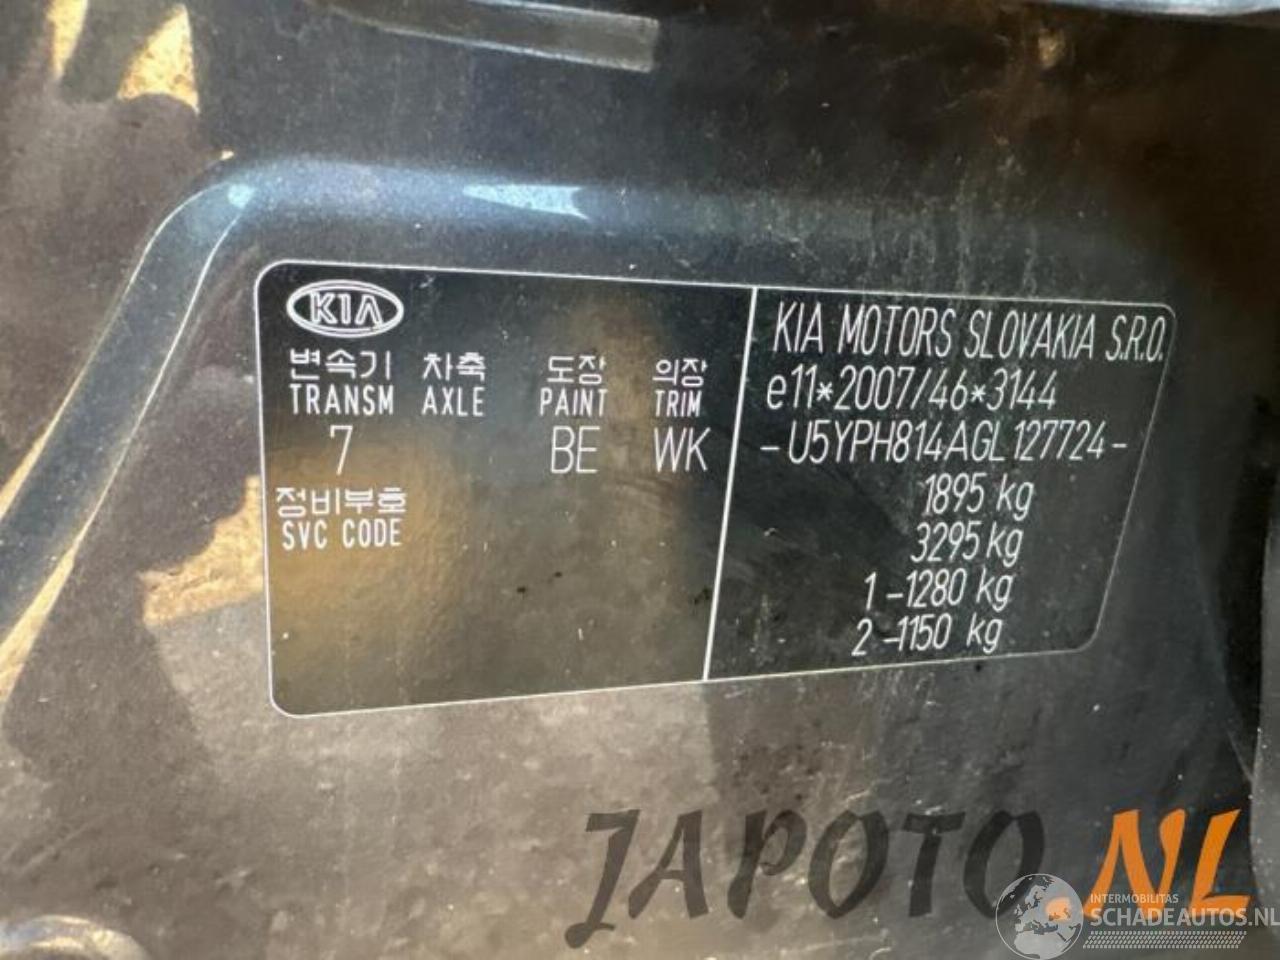 KIA
변속기 차축 도장 의장
TRANSM AXLE PAINT TRIM
7 BE WK
정비부호
SVC CODE
KIA MOTORS SLOVAKIA S.R.O.
e11*2007/46*3144
-U5YPH814AGL127724-
1895 kg
3295 kg
1-1280 kg
2-1150 kg
JAPOTO.NL
INTERMOBILITAS
SCHADEAUTOS.NL